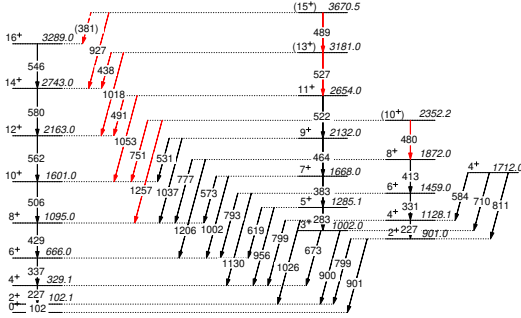 (15⁺) 3670.5
16⁺ 3289.0 (381) 489
927 (13⁺) 3181.0
546 438 527
14⁺ 2743.0 11⁺ 2654.0
1018
580 491 522 (10⁺) 2352.2
12⁺ 2163.0 1053 9⁺ 2132.0 480
562 751 531 464 8⁺ 1872.0
777 7⁺ 1668.0 4⁺ 1712.0
10⁺ 1601.0 1257 1037 573 383 413
506 793 5⁺ 1285.1 6⁺ 1459.0 584 710 811
331
8⁺ 1095.0 1206 1002 619 283 4⁺ 1128.1
429 799 3⁺ 1002.0 227
956 673 2⁺ 901.0
6⁺ 666.0 1130 1026 799
337 900 901
4⁺ 329.1
227
2⁺ 102.1
0⁺ 102